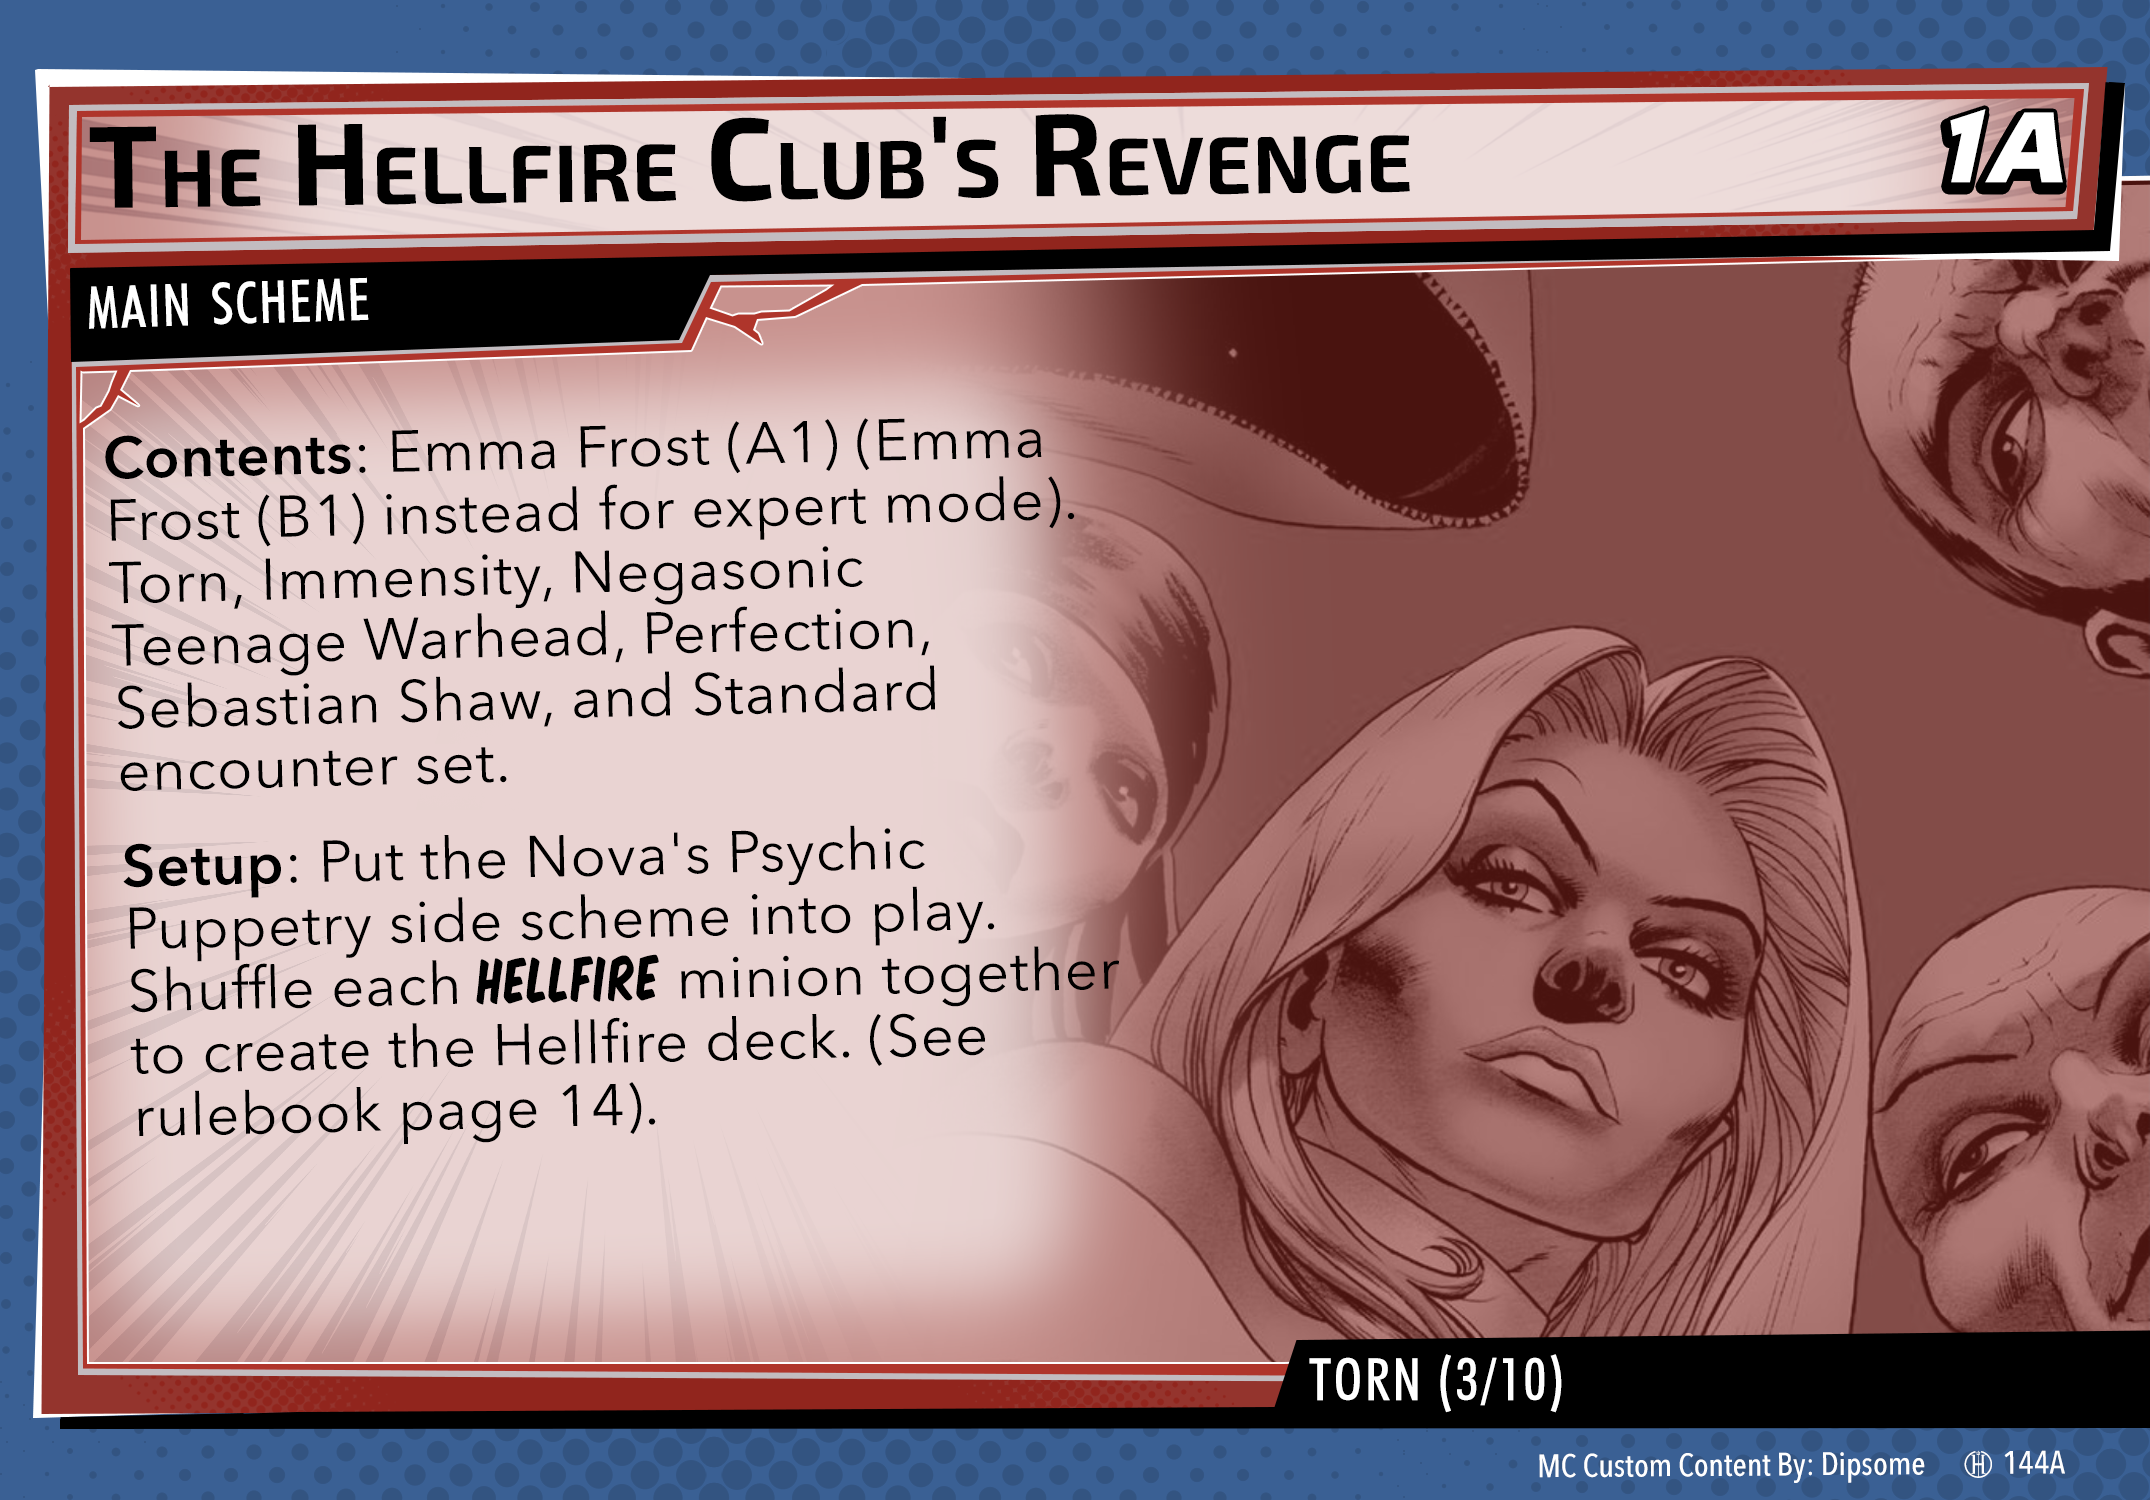 The Hellfire Club's Revenge
1A
MAIN SCHEME
Contents: Emma Frost (A1) (Emma
Frost (B1) instead for expert mode).
Torn, Immensity, Negasonic
Teenage Warhead, Perfection,
Sebastian Shaw, and Standard
encounter set.
Setup: Put the Nova's Psychic
Puppetry side scheme into play.
Shuffle each HELLFIRE minion together
to create the Hellfire deck. (See
rulebook page 14).
TORN (3/10)
MC Custom Content By: Dipsome
144A